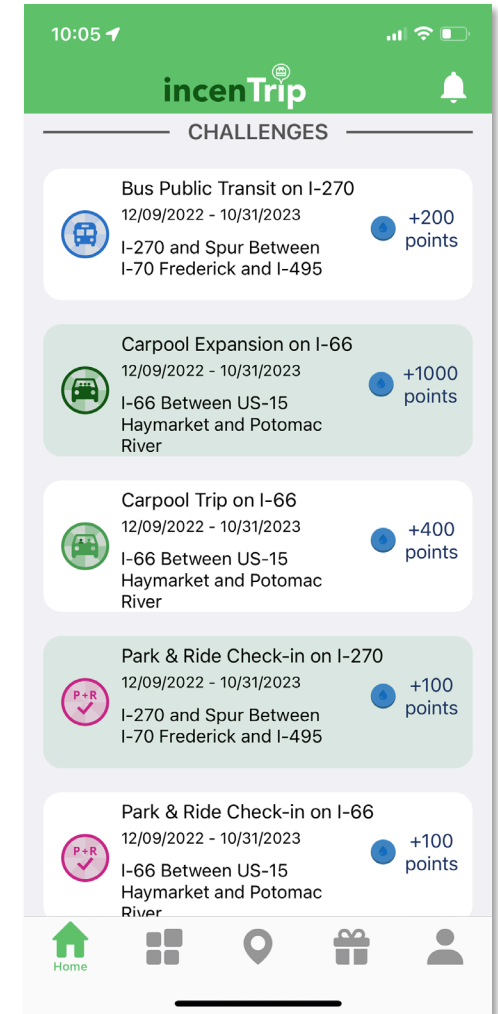 10:05
incenTrip
CHALLENGES
Bus Public Transit on I-270
12/09/2022 - 10/31/2023
I-270 and Spur Between
I-70 Frederick and I-495
+200
points
Carpool Expansion on I-66
12/09/2022 - 10/31/2023
I-66 Between US-15
Haymarket and Potomac
River
+1000
points
Carpool Trip on I-66
12/09/2022 - 10/31/2023
I-66 Between US-15
Haymarket and Potomac
River
+400
points
P+R
Park & Ride Check-in on I-270
12/09/2022 - 10/31/2023
I-270 and Spur Between
I-70 Frederick and I-495
+100
points
P+R
Park & Ride Check-in on I-66
12/09/2022 - 10/31/2023
I-66 Between US-15
Haymarket and Potomac
River
+100
points
Home